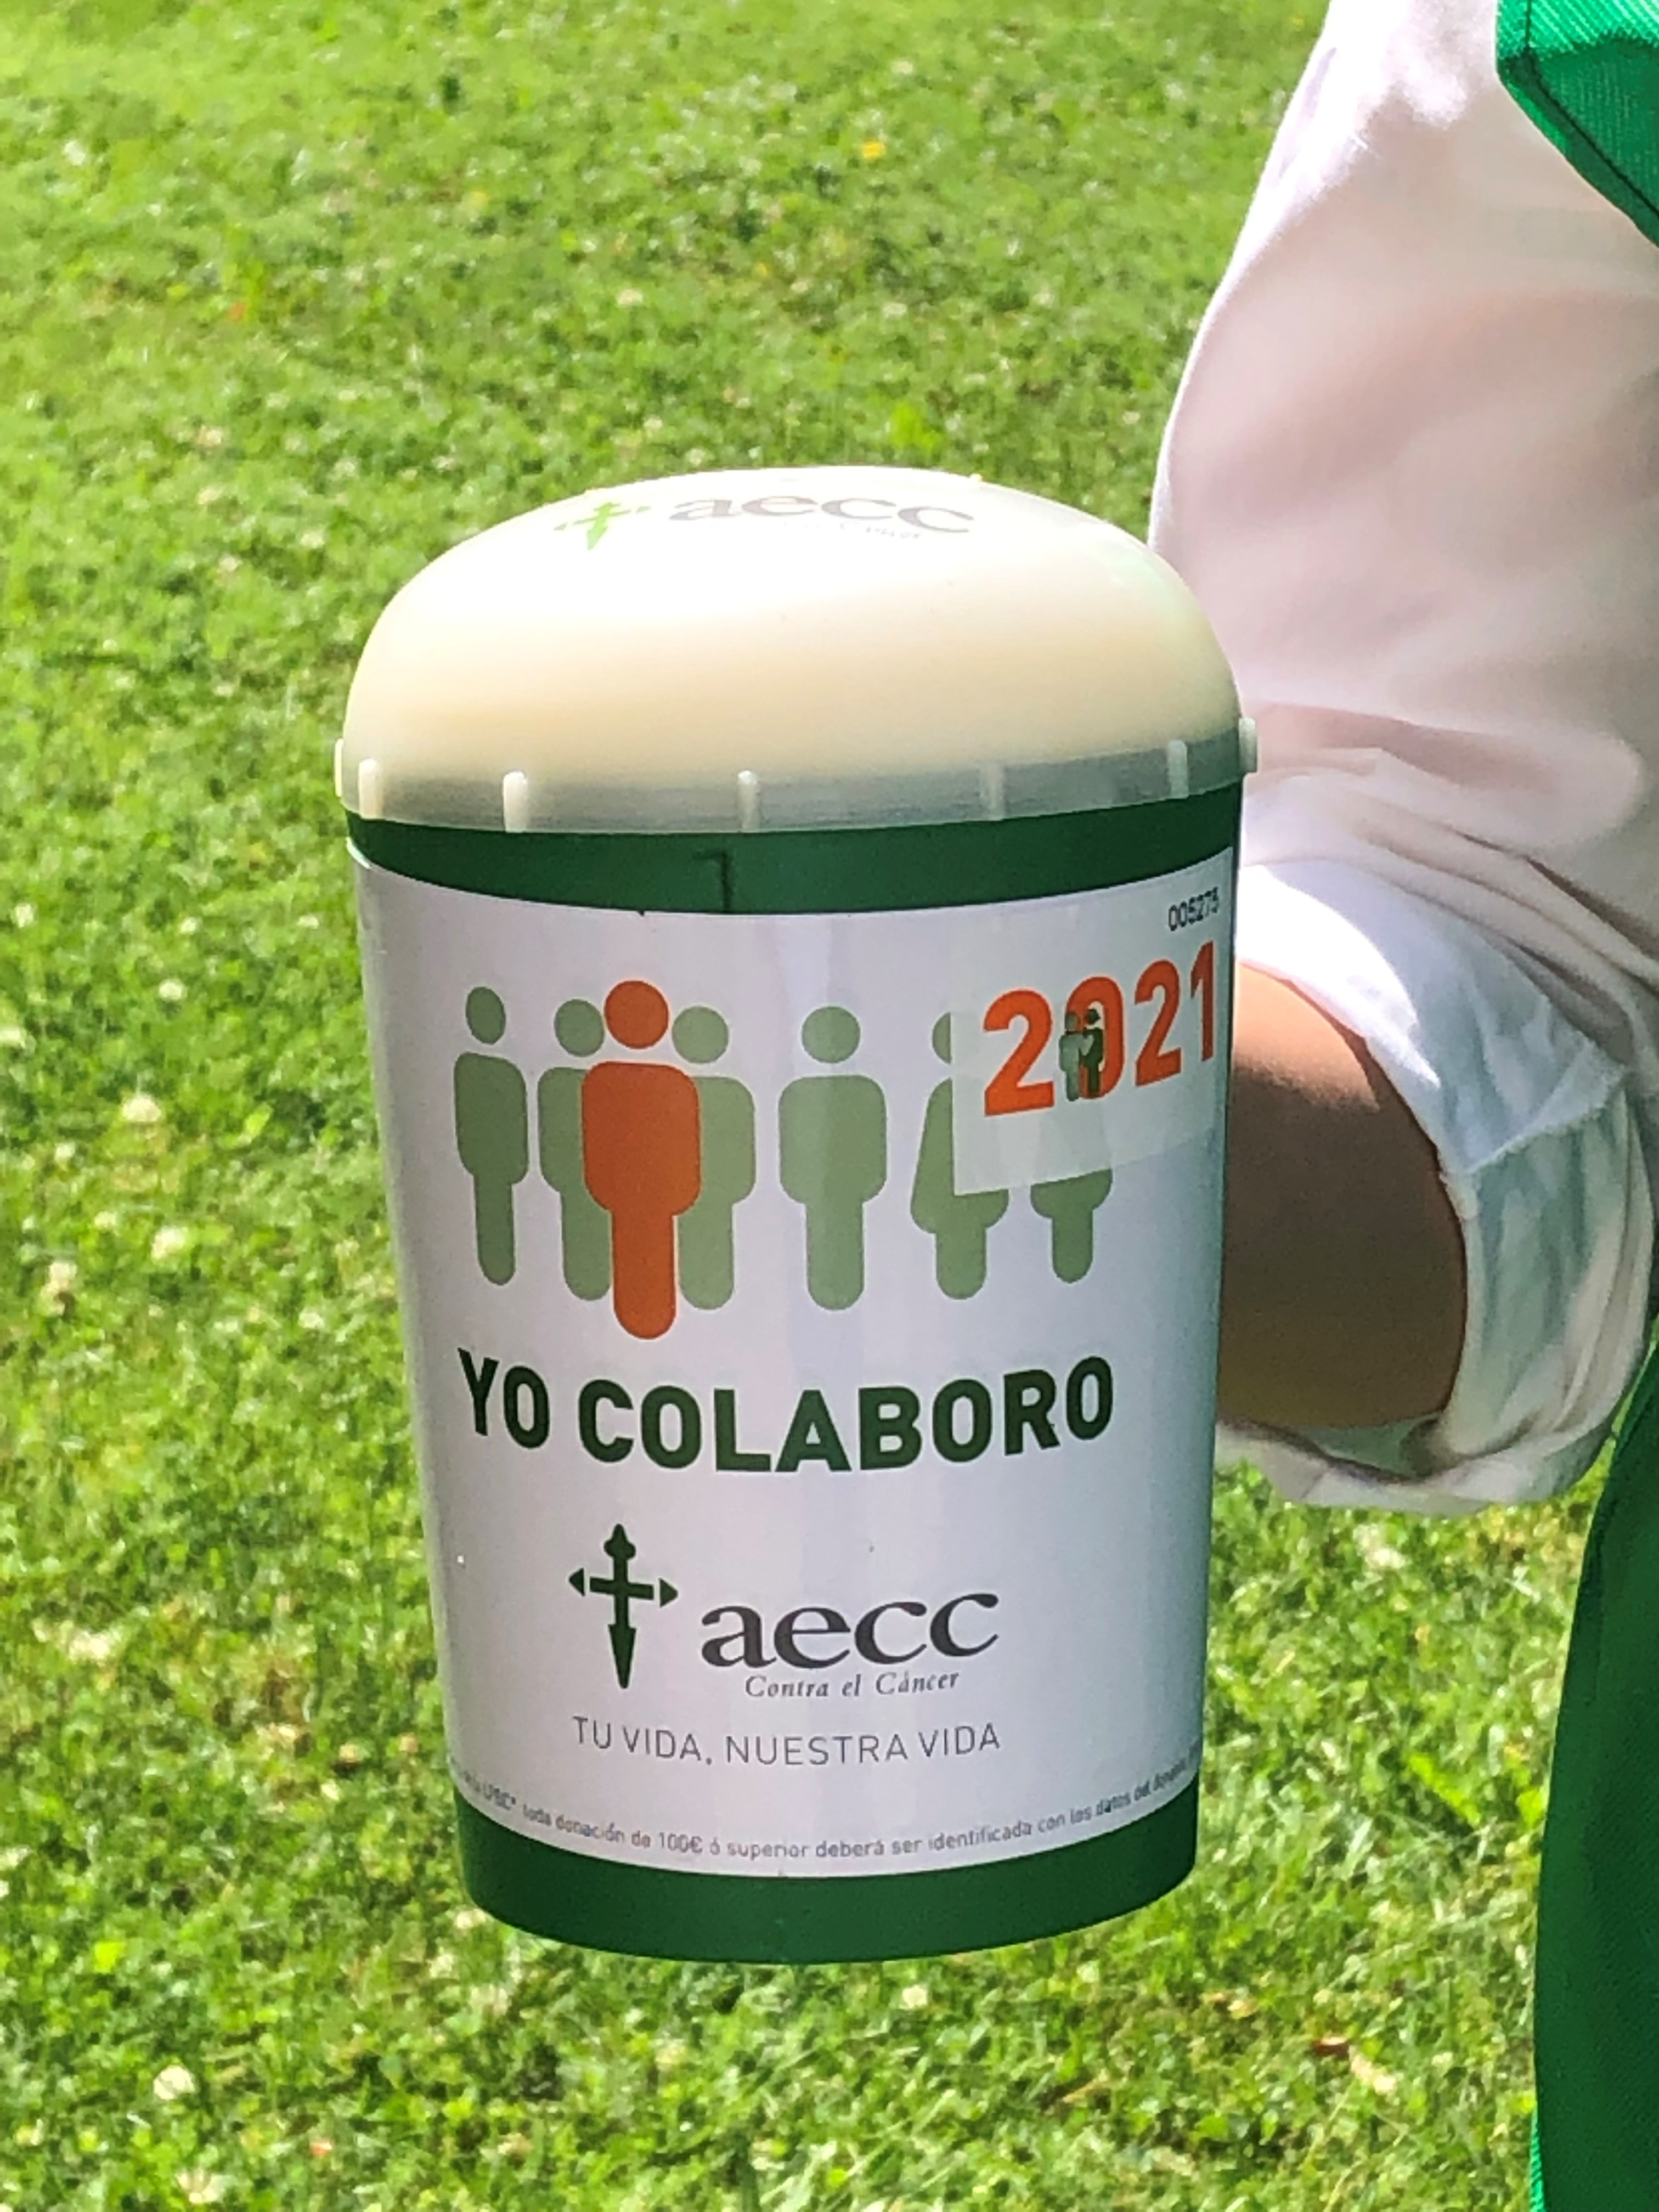 aecc
2021
YO COLABORO
aecc
Contra el Cáncer
TU VIDA, NUESTRA VIDA
toda donación de 100€ ó superior deberá ser identificada con los datos del